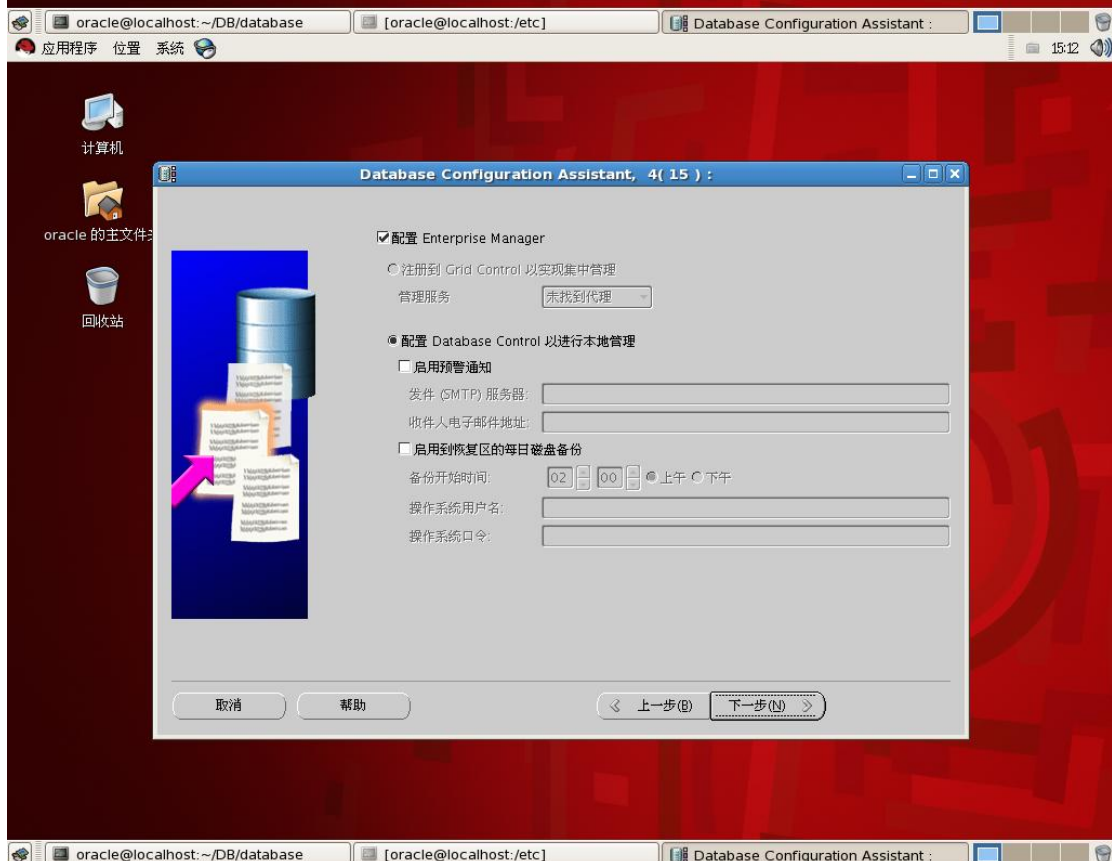 oracle@localhost:~/DB/database [oracle@localhost:/etc] Database Configuration Assistant :
应用程序 位置 系统 15:12
计算机
oracle 的主文件
回收站
Database Configuration Assistant, 4( 15 ) :
配置 Enterprise Manager
注册到 Grid Control 以实现集中管理
管理服务 未找到代理
配置 Database Control 以进行本地管理
启用预警通知
发件 (SMTP) 服务器:
收件人电子邮件地址:
启用到恢复区的每日磁盘备份
备份开始时间: 02 00 上午 下午
操作系统用户名:
操作系统口令:
取消 帮助 上一步(B) 下一步(N)
oracle@localhost:~/DB/database [oracle@localhost:/etc] Database Configuration Assistant :